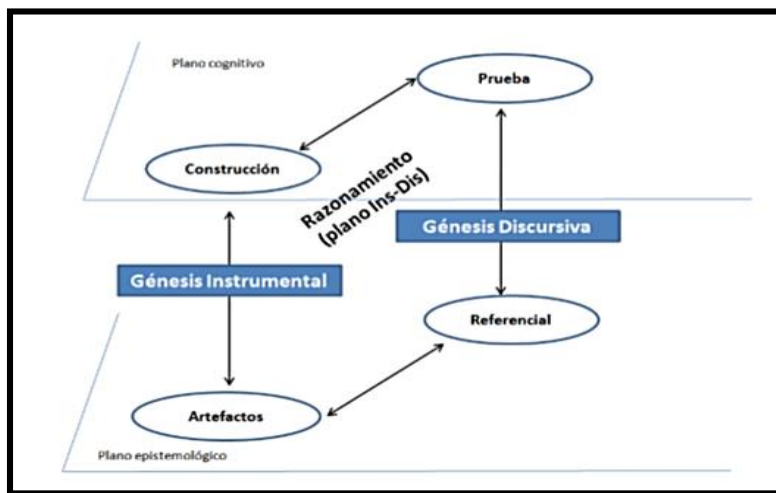 Plano cognitivo
Prueba
Construcción
Razonamiento
(plano Ins-Dis)
Génesis Discursiva
Génesis Instrumental
Referencial
Artefactos
Plano epistemológico